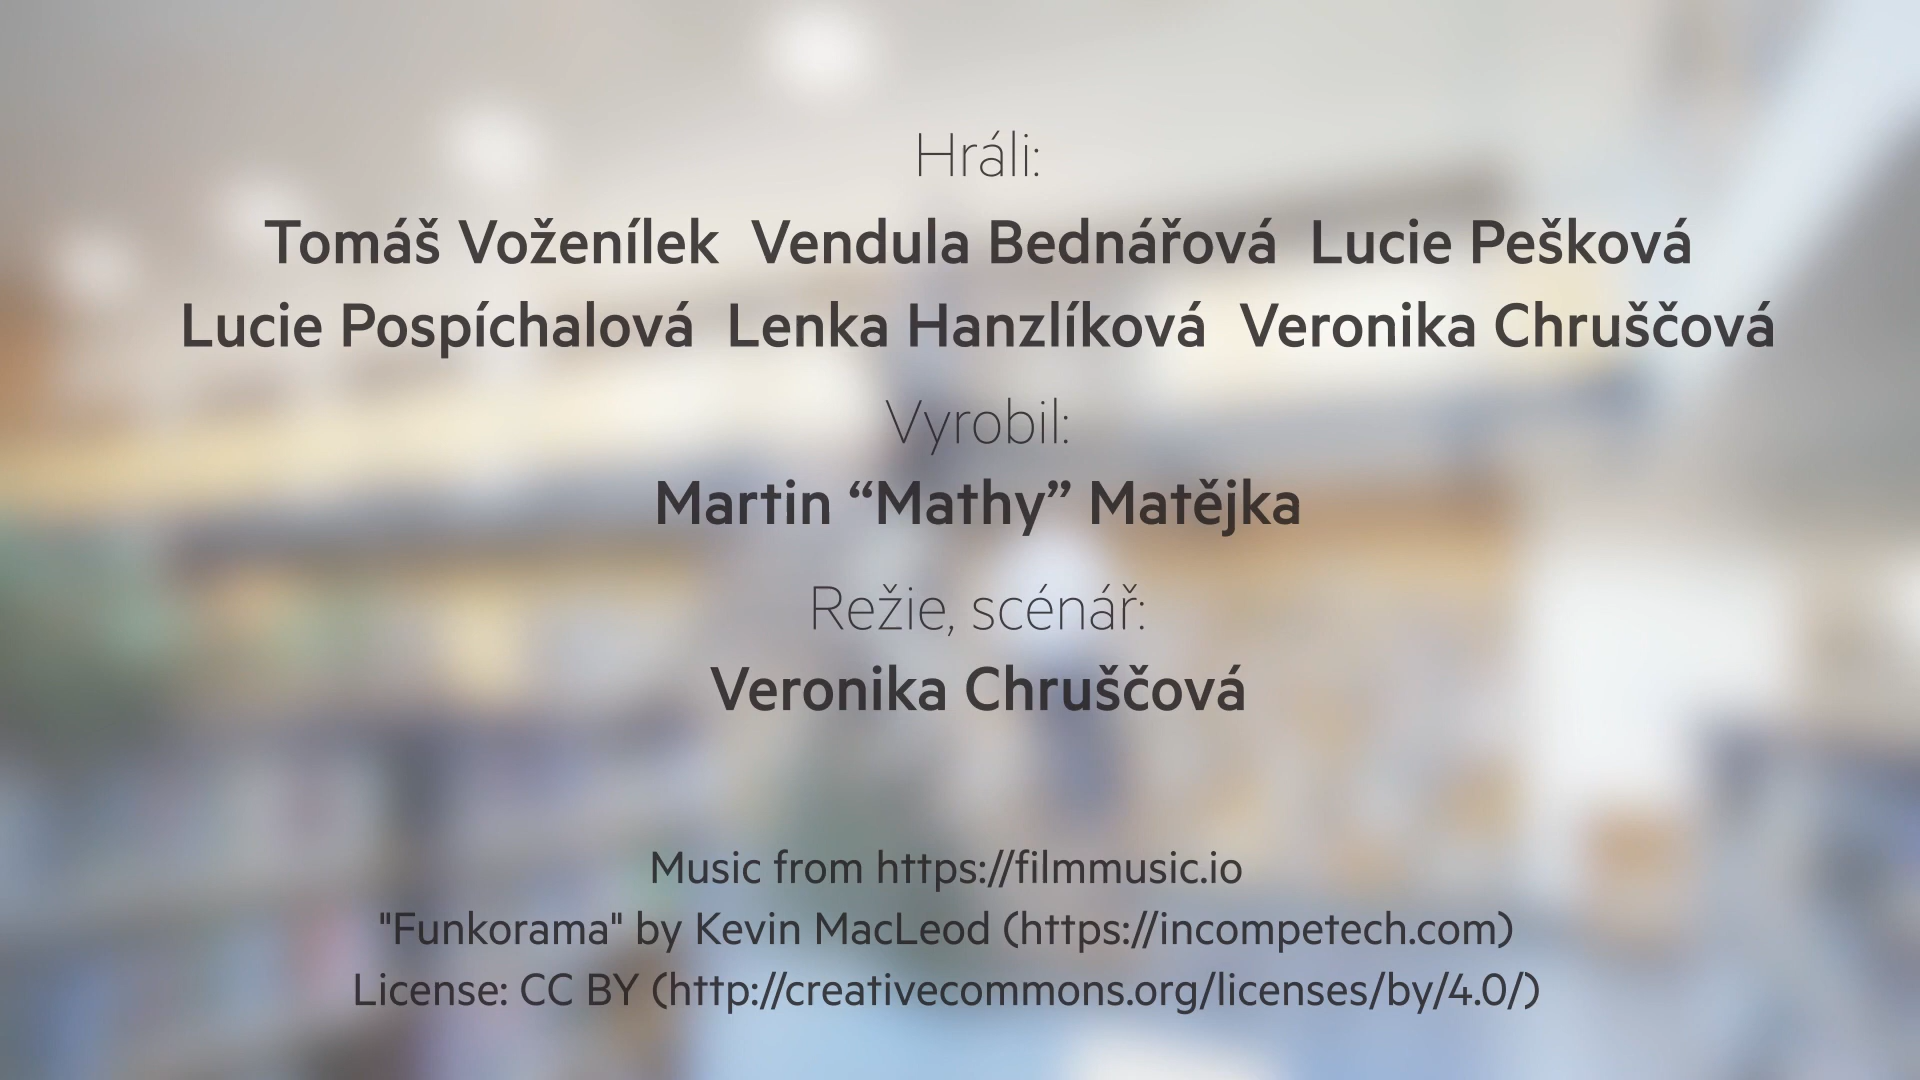 Hráli:
Tomáš Voženílek Vendula Bednářová Lucie Pešková
Lucie Pospíchalová Lenka Hanzlíková Veronika Chruščová
Vyrobil:
Martin “Mathy” Matějka
Režie, scénář:
Veronika Chruščová
Music from https://filmmusic.io
"Funkorama" by Kevin MacLeod (https://incompetech.com)
License: CC BY (http://creativecommons.org/licenses/by/4.0/)